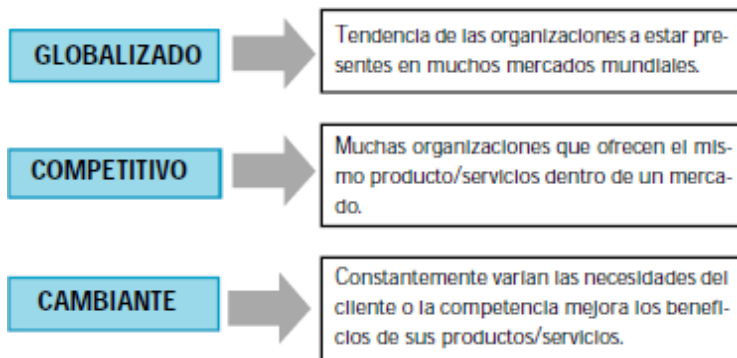 GLOBALIZADO
Tendencia de las organizaciones a estar pre-
sentes en muchos mercados mundiales.
COMPETITIVO
Muchas organizaciones que ofrecen el mis-
mo producto/servicios dentro de un merca-
do.
CAMBIANTE
Constantemente varían las necesidades del
cliente o la competencia mejora los benefi-
cios de sus productos/servicios.